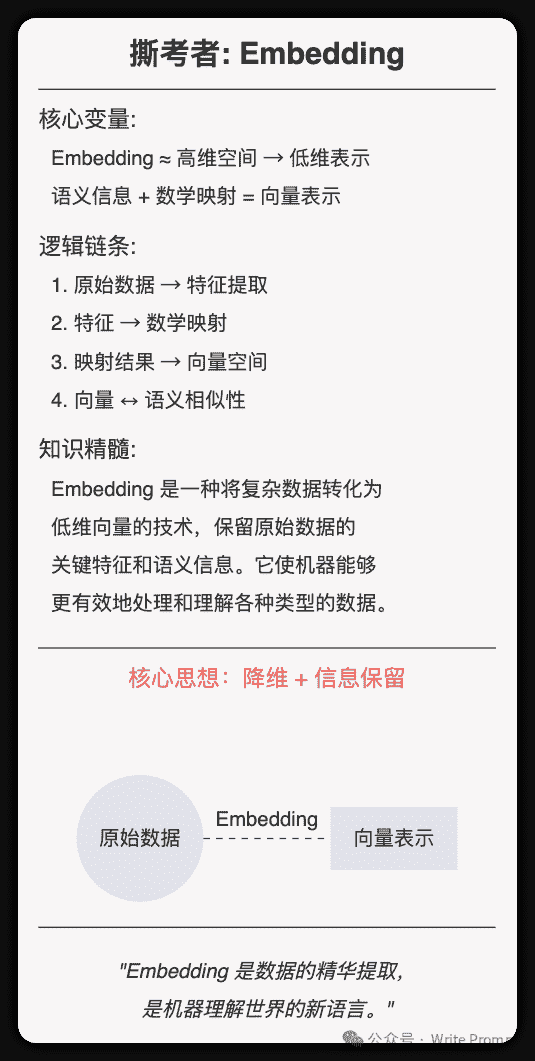 撕考者: Embedding
核心变量:
Embedding ≈ 高维空间 → 低维表示
语义信息 + 数学映射 = 向量表示
逻辑链条:
1. 原始数据 → 特征提取
2. 特征 → 数学映射
3. 映射结果 → 向量空间
4. 向量 ↔ 语义相似性
知识精髓:
Embedding 是一种将复杂数据转化为
低维向量的技术，保留原始数据的
关键特征和语义信息。它使机器能够
更有效地处理和理解各种类型的数据。
核心思想：降维 + 信息保留
Embedding
原始数据
向量表示
"Embedding 是数据的精华提取，
是机器理解世界的新语言。"
公众号 · Write